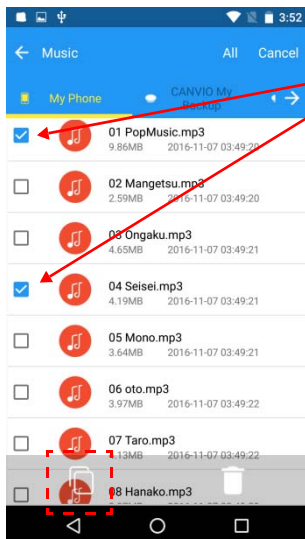 3:52
Music All Cancel
My Phone CANVIO My
Backup
01 PopMusic.mp3
9.86MB 2016-11-07 03:49:20
02 Mangetsu.mp3
2.59MB 2016-11-07 03:49:20
03 Ongaku.mp3
4.65MB 2016-11-07 03:49:21
04 Seisei.mp3
4.19MB 2016-11-07 03:49:21
05 Mono.mp3
3.64MB 2016-11-07 03:49:21
06 oto.mp3
3.97MB 2016-11-07 03:49:22
07 Taro.mp3
.13MB 2016-11-07 03:49:22
08 Hanako.mp3